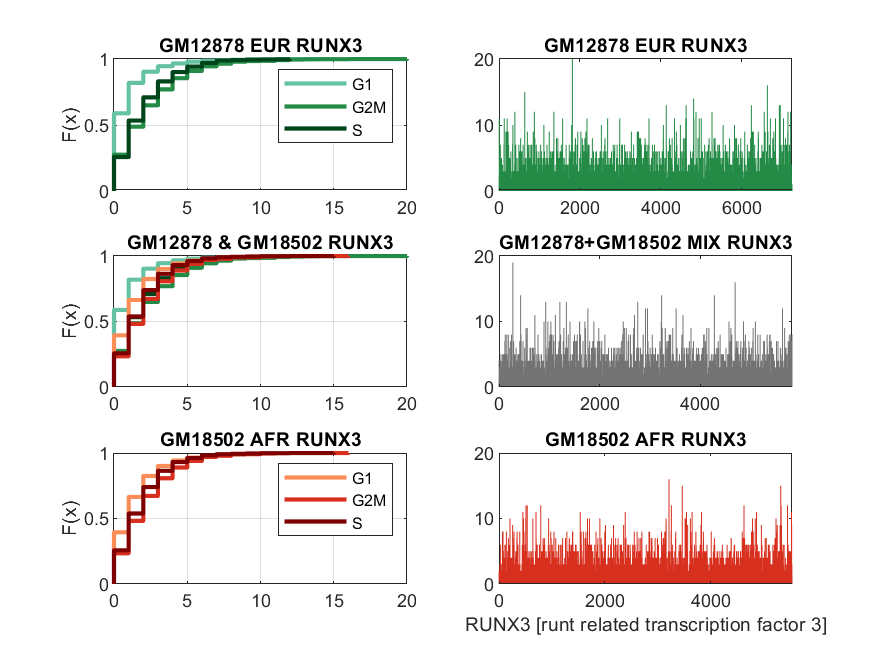 GM12878 EUR RUNX3
1
0.5
0
F(x)
0 5 10 15 20
G1
G2M
S
GM12878 EUR RUNX3
20
10
0
0 2000 4000 6000
GM12878 & GM18502 RUNX3
1
0.5
0
F(x)
0 5 10 15 20
GM12878+GM18502 MIX RUNX3
20
10
0
0 2000 4000
GM18502 AFR RUNX3
1
0.5
0
F(x)
0 5 10 15 20
G1
G2M
S
GM18502 AFR RUNX3
20
10
0
0 2000 4000
RUNX3 [runt related transcription factor 3]